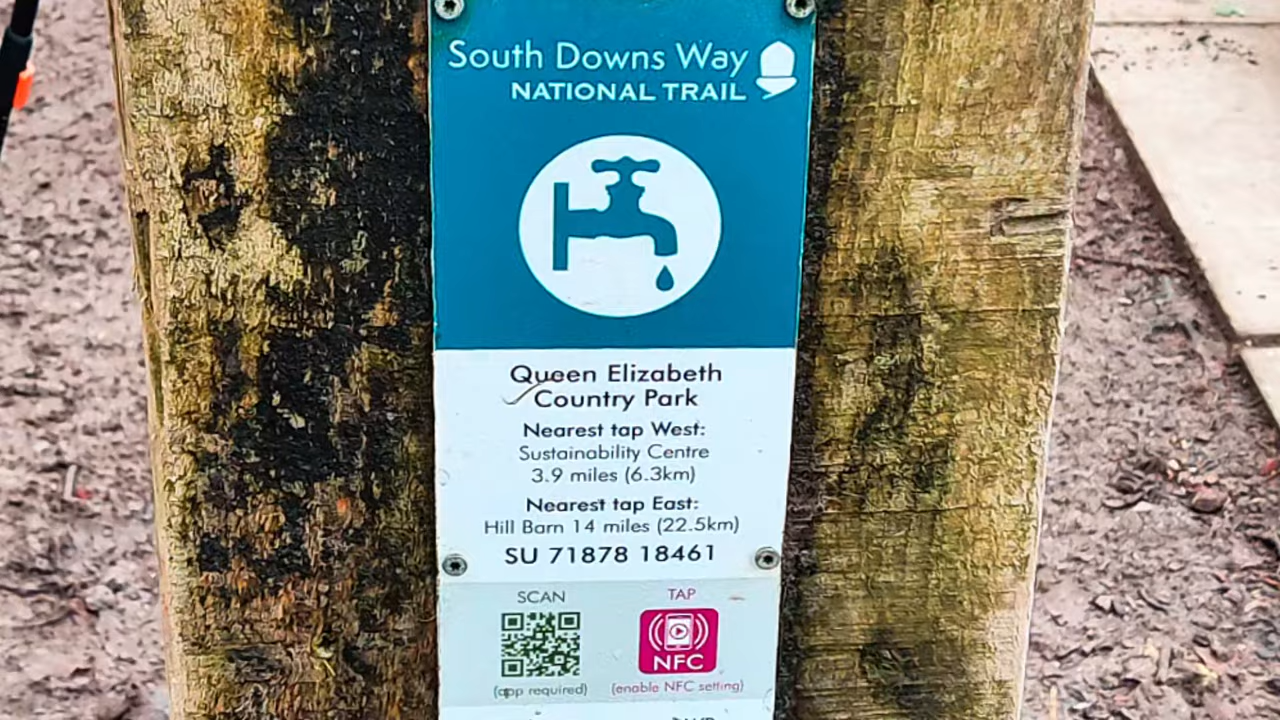 South Downs Way
NATIONAL TRAIL
Queen Elizabeth
Country Park
Nearest tap West:
Sustainability Centre
3.9 miles (6.3km)
Nearest tap East:
Hill Barn 14 miles (22.5km)
SU 71878 18461
SCAN TAP
NFC
(app required) (enable NFC setting)